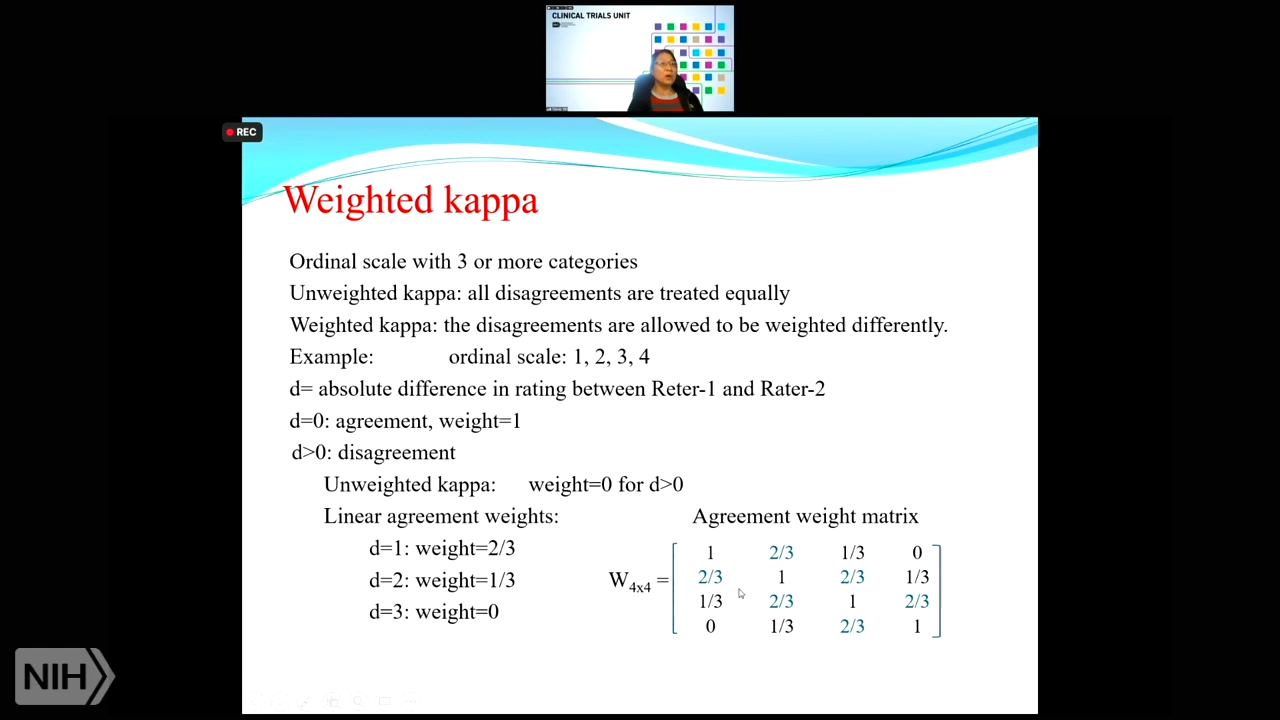 CLINICAL TRIALS UNIT
REC
Weighted kappa
Ordinal scale with 3 or more categories
Unweighted kappa: all disagreements are treated equally
Weighted kappa: the disagreements are allowed to be weighted differently.
Example: ordinal scale: 1, 2, 3, 4
d= absolute difference in rating between Reter-1 and Rater-2
d=0: agreement, weight=1
d>0: disagreement
Unweighted kappa: weight=0 for d>0
Linear agreement weights: Agreement weight matrix
d=1: weight=2/3
d=2: weight=1/3
d=3: weight=0
W4x4 =
1 2/3 1/3 0
2/3 1 2/3 1/3
1/3 2/3 1 2/3
0 1/3 2/3 1
NIH